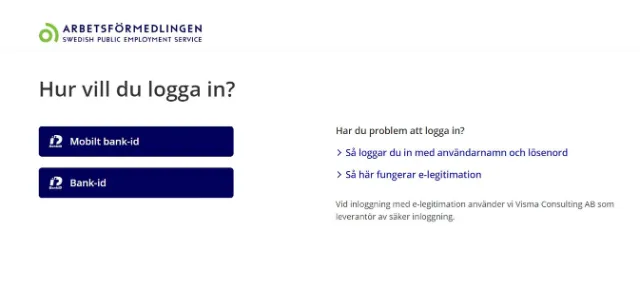 ARBETSFÖRMEDLINGEN
SWEDISH PUBLIC EMPLOYMENT SERVICE
Hur vill du logga in?
Mobilt bank-id
Bank-id
Har du problem att logga in?
Så loggar du in med användarnamn och lösenord
Så här fungerar e-legitimation
Vid inloggning med e-legitimation använder vi Visma Consulting AB som
leverantör av säker inloggning.